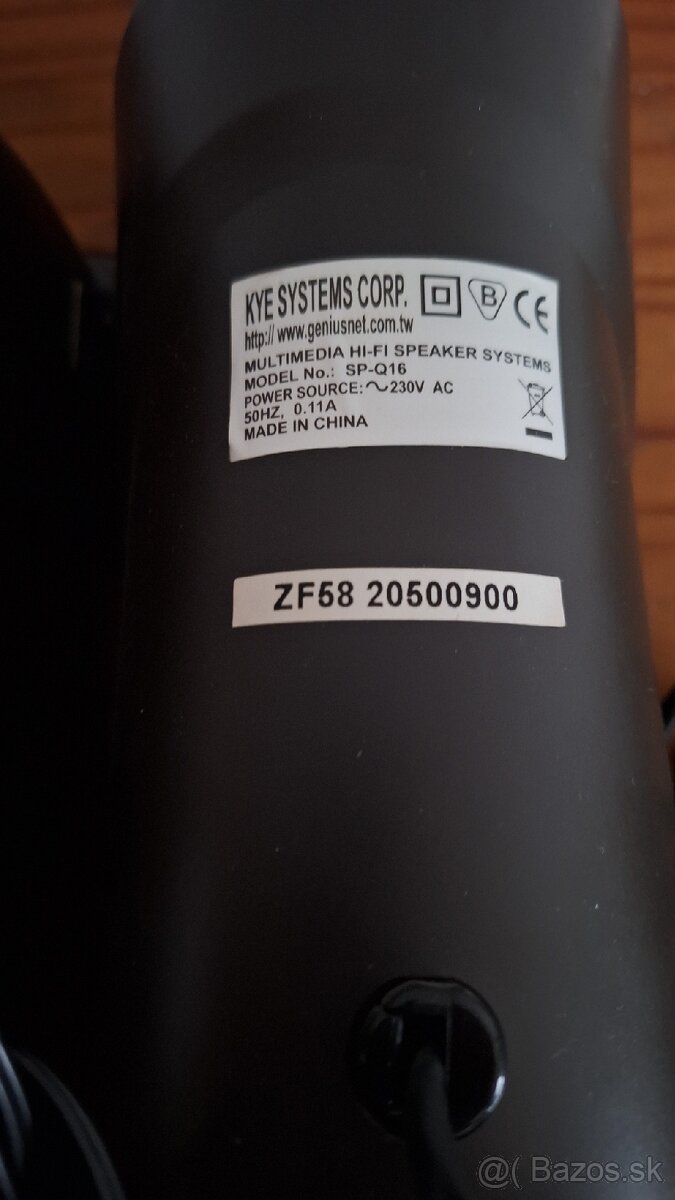 KYE SYSTEMS CORP. B CE
http:// www.geniusnet.com.tw
MULTIMEDIA HI-FI SPEAKER SYSTEMS
MODEL No.: SP-Q16
POWER SOURCE:～230V AC
50HZ, 0.11A
MADE IN CHINA
ZF58 20500900
@( Bazos.sk